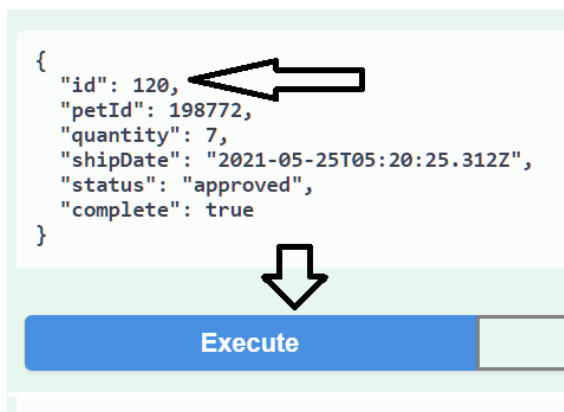 {
"id": 120,
"petId": 198772,
"quantity": 7,
"shipDate": "2021-05-25T05:20:25.312Z",
"status": "approved",
"complete": true
}
Execute